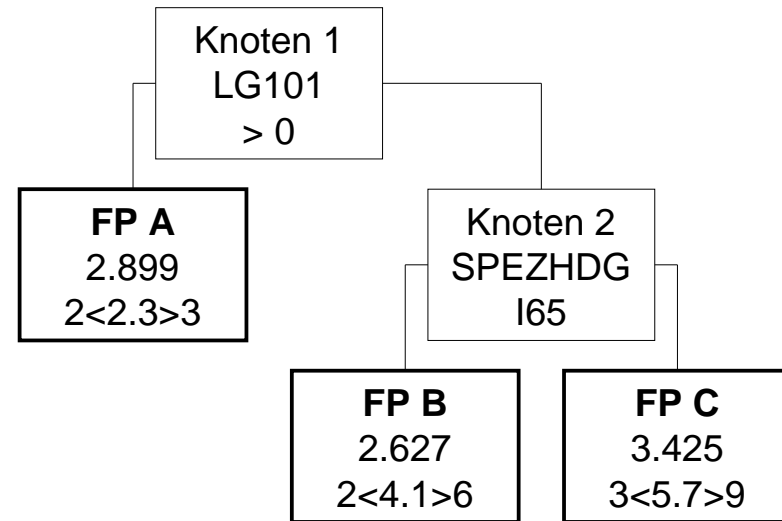 Knoten 1
LG101
> 0
FP A
2.899
2<2.3>3
Knoten 2
SPEZHDG
I65
FP B
2.627
2<4.1>6
FP C
3.425
3<5.7>9